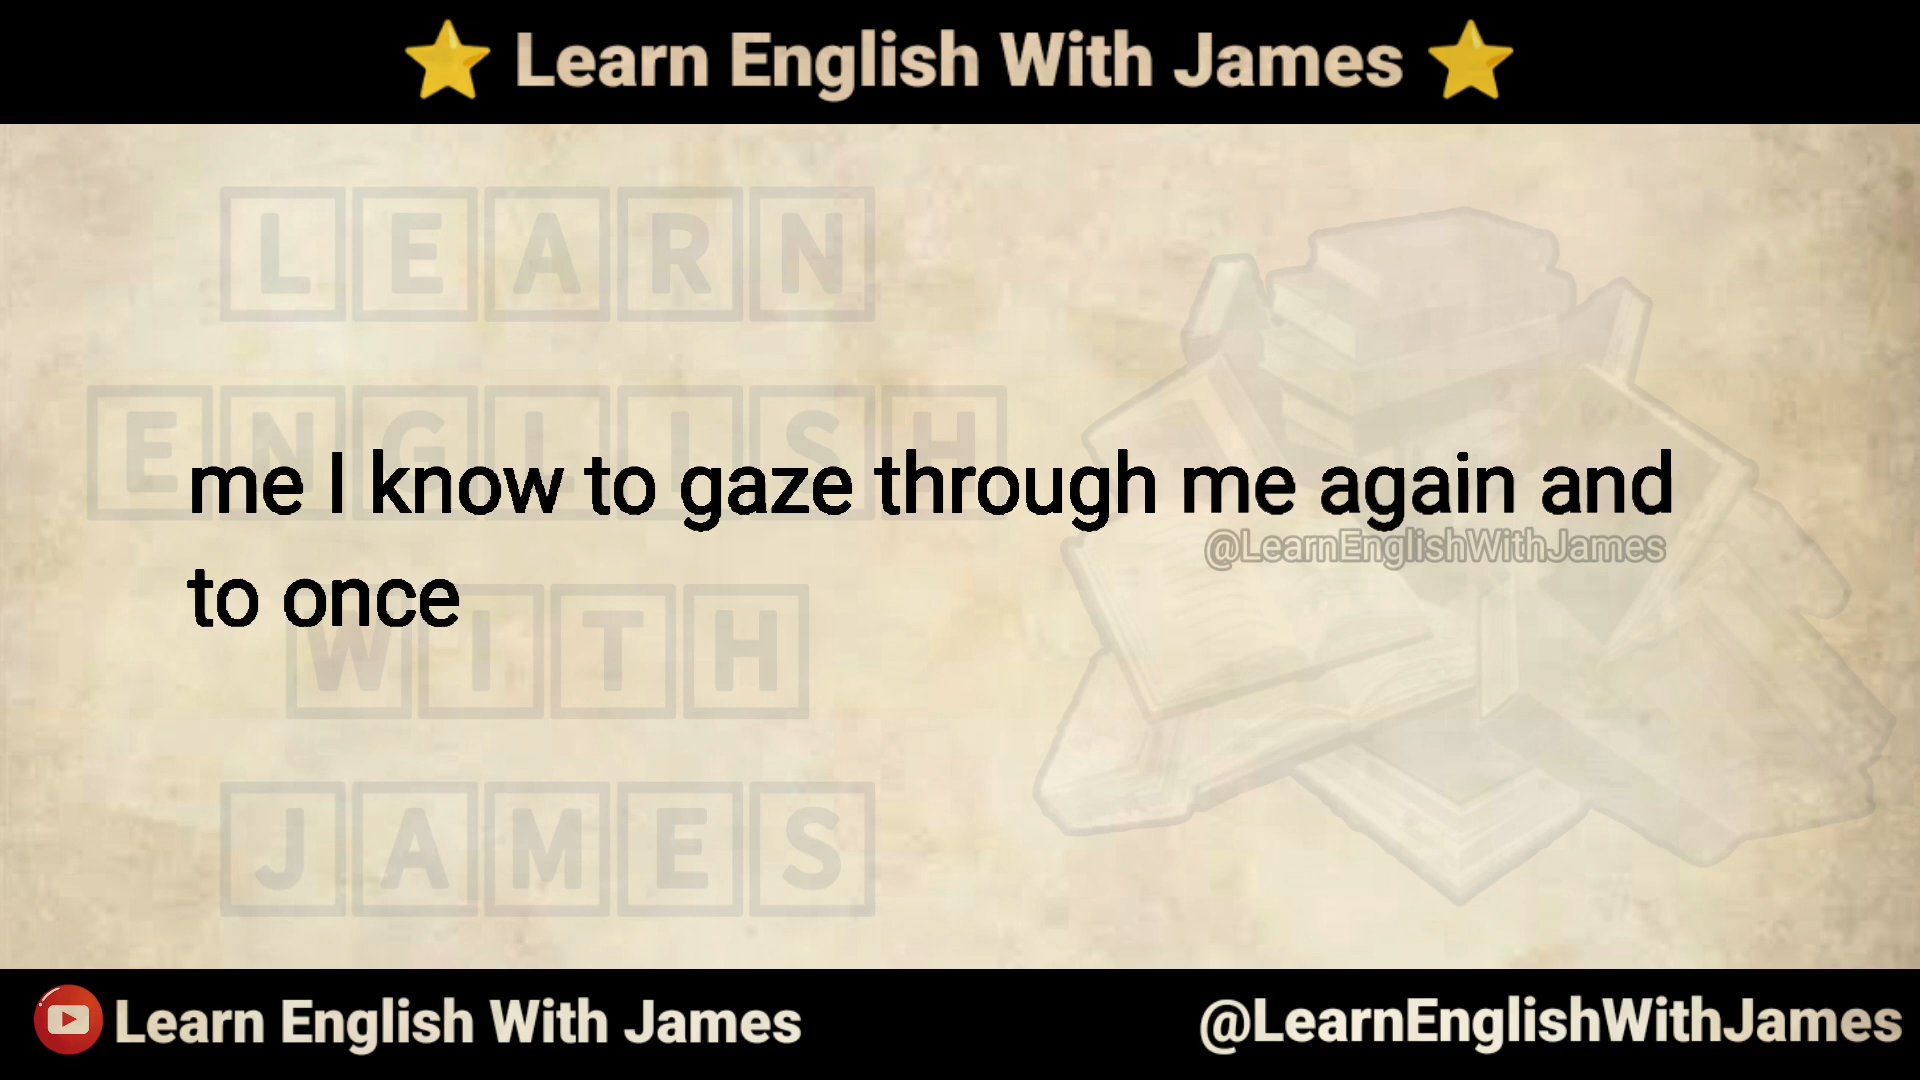 ⭐ Learn English With James ⭐
LEARN
ENGLISH
WITH
JAMES
me I know to gaze through me again and
to once
@LearnEnglishWithJames
Learn English With James
@LearnEnglishWithJames